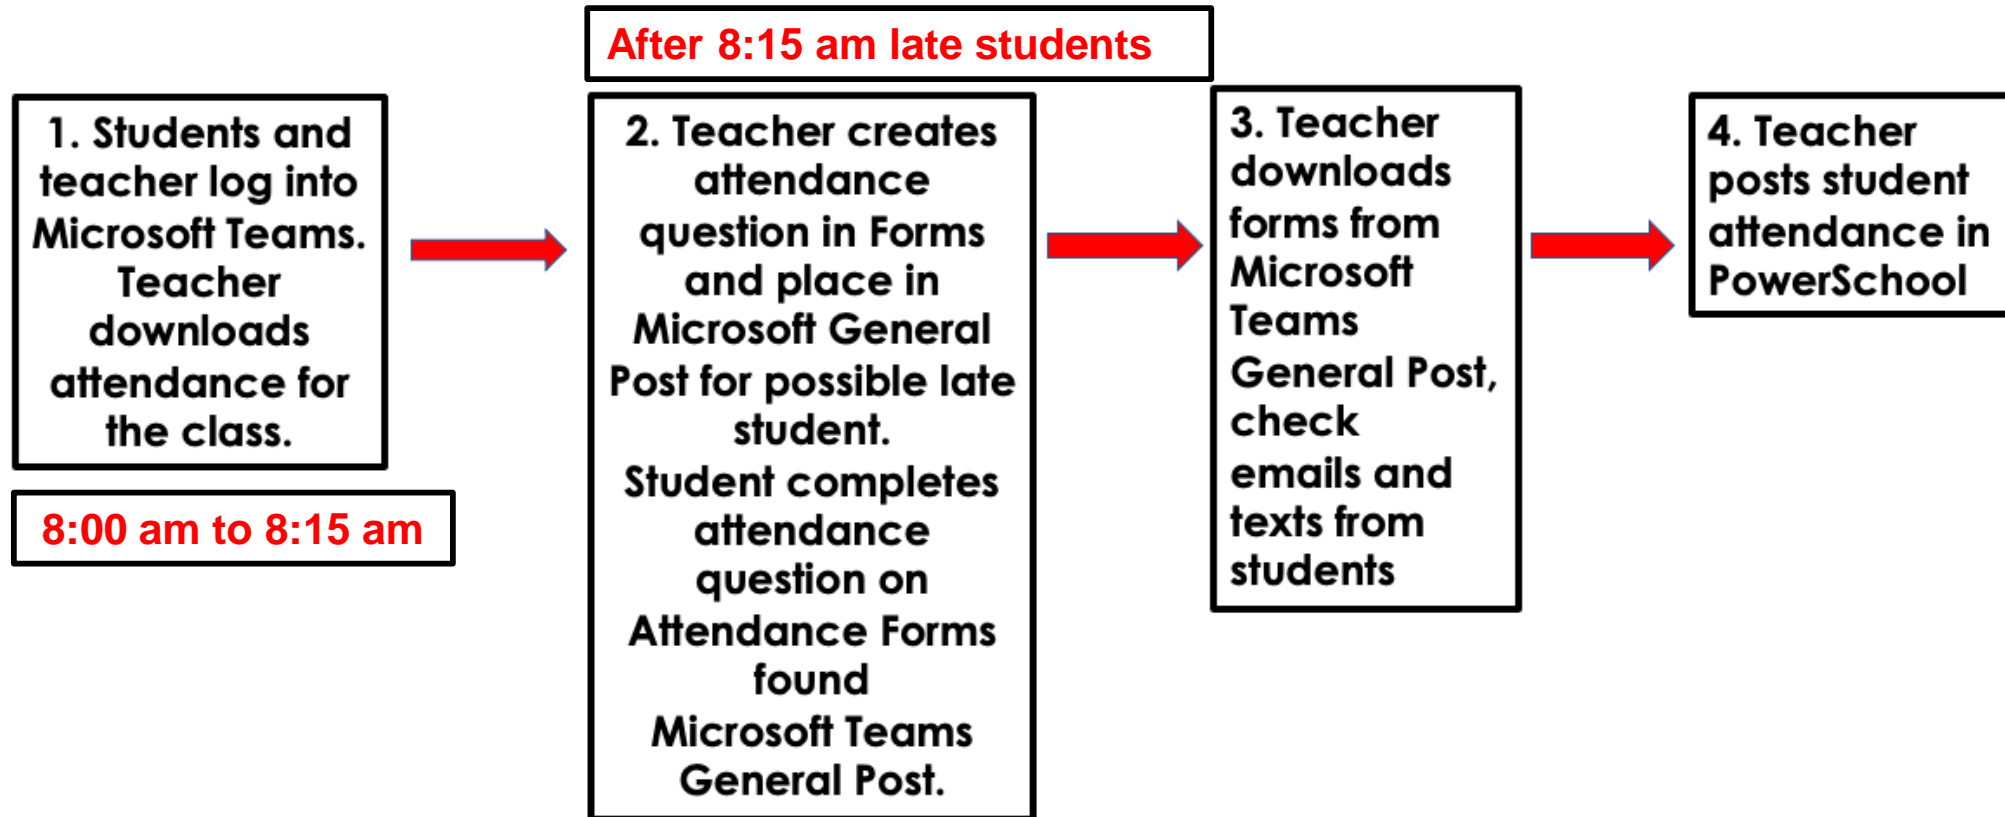 After 8:15 am late students
1. Students and
teacher log into
Microsoft Teams.
Teacher
downloads
attendance for
the class.
8:00 am to 8:15 am
2. Teacher creates
attendance
question in Forms
and place in
Microsoft General
Post for possible late
student.
Student completes
attendance
question on
Attendance Forms
found
Microsoft Teams
General Post.
3. Teacher
downloads
forms from
Microsoft
Teams
General Post,
check
emails and
texts from
students
4. Teacher
posts student
attendance in
PowerSchool